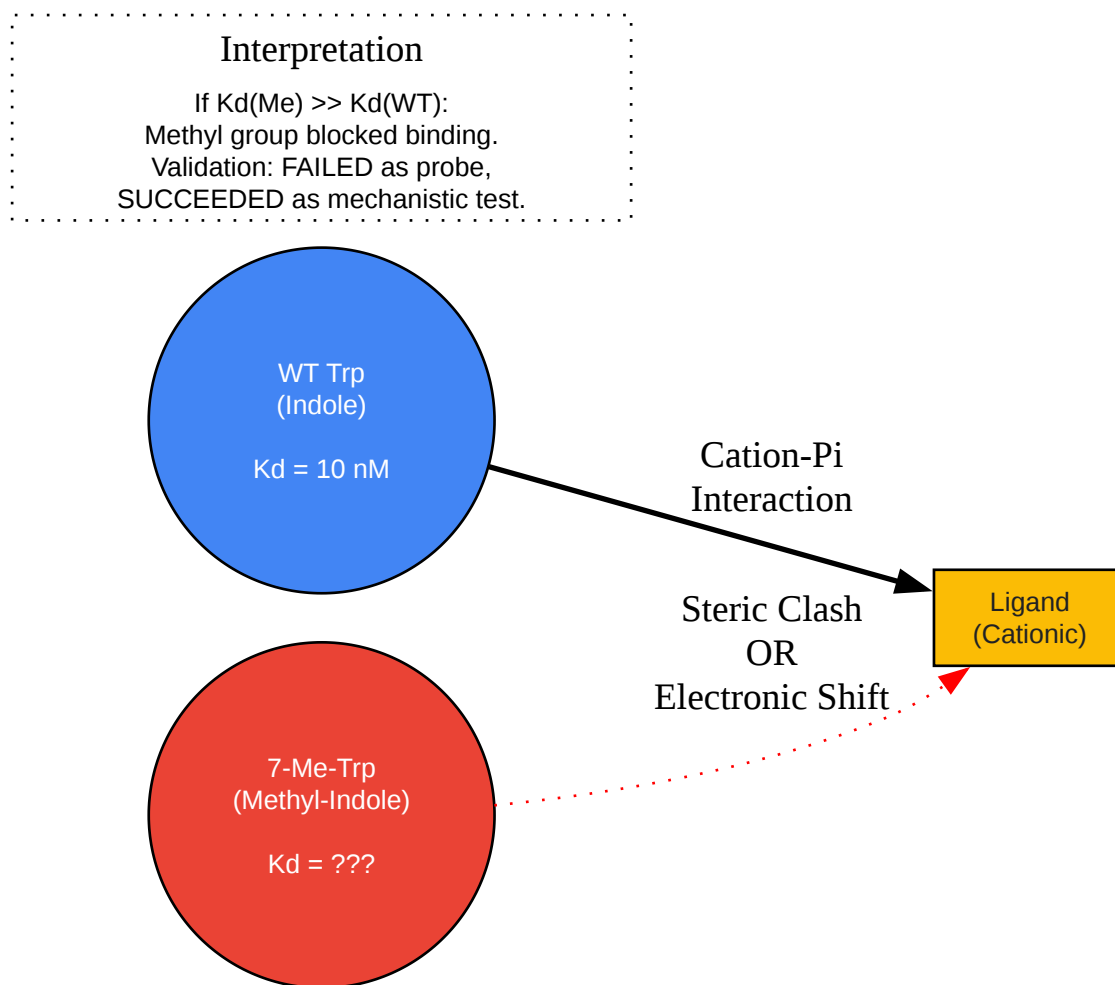 Interpretation
If Kd(Me) >> Kd(WT):
Methyl group blocked binding.
Validation: FAILED as probe,
SUCCEEDED as mechanistic test.
WT Trp
(Indole)
Kd = 10 nM
Cation-Pi
Interaction
Ligand
(Cationic)
Steric Clash
OR
Electronic Shift
7-Me-Trp
(Methyl-Indole)
Kd = ???